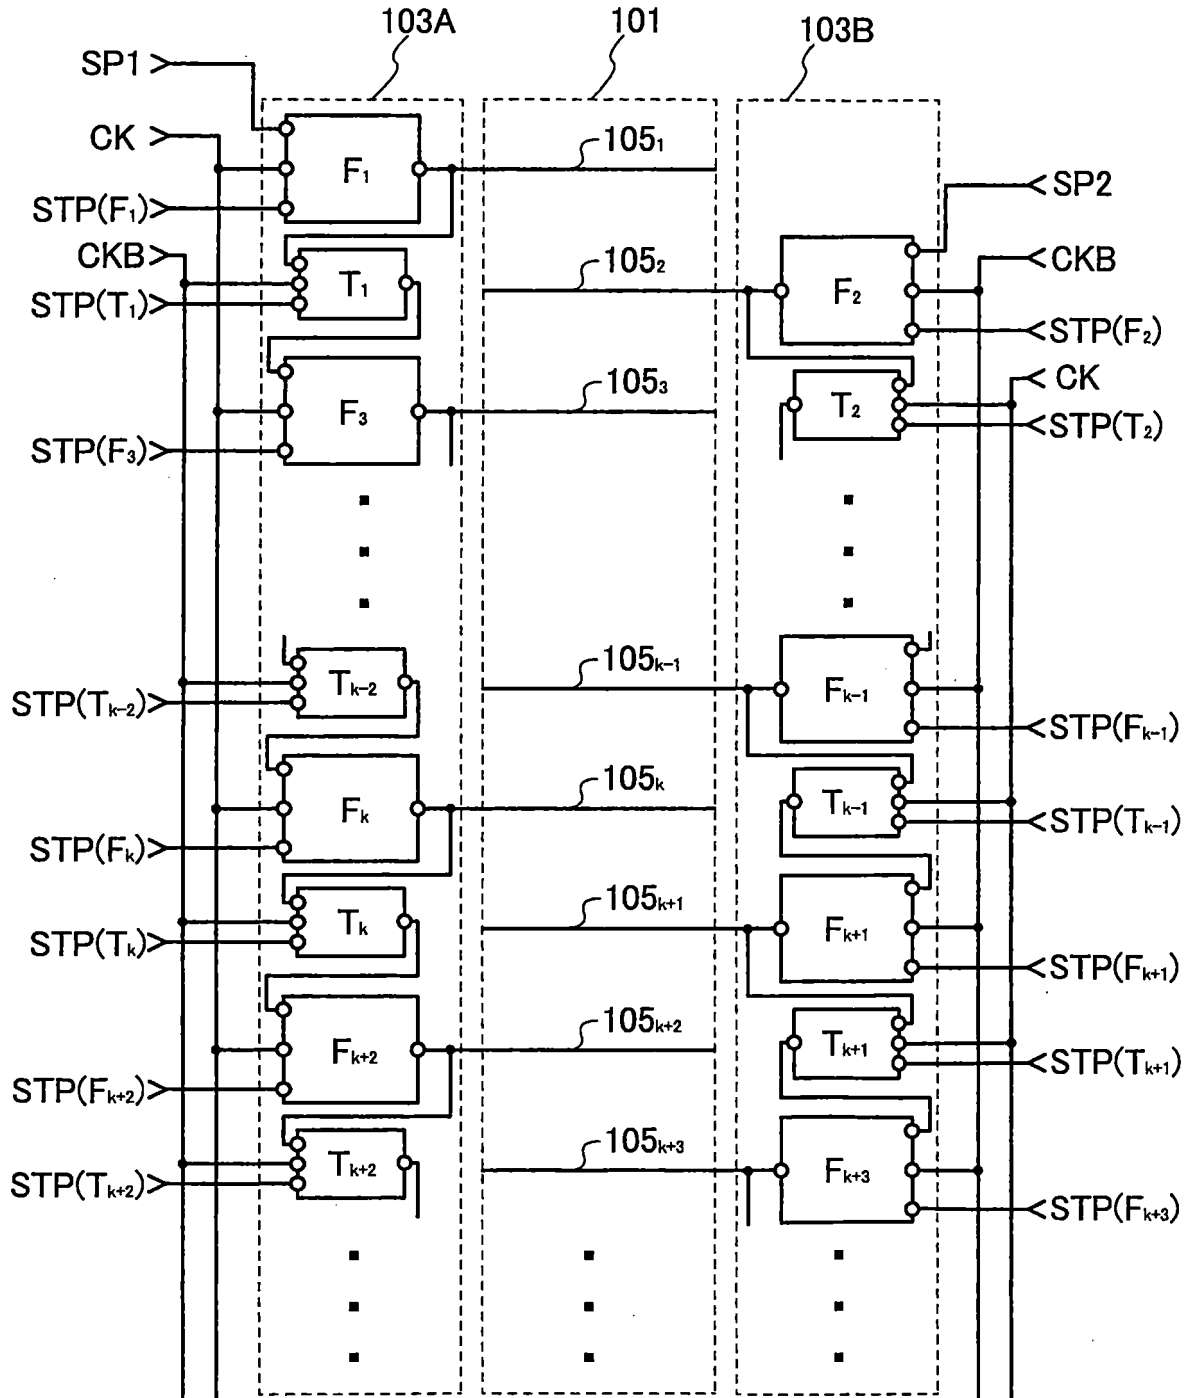 103A 101 103B
SP1
CK F₁ 105₁
SP2
STP(F₁)
CKB T₁ 105₂ F₂ CKB
STP(T₁)
STP(F₂)
F₃ 105₃ T₂ CK
STP(T₂)
STP(F₃)
Tₖ₋₂ 105ₖ₋₁ Fₖ₋₁
STP(Tₖ₋₂)
STP(Fₖ₋₁)
Fₖ 105ₖ Tₖ₋₁
STP(Tₖ₋₁)
STP(Fₖ)
Tₖ 105ₖ₊₁ Fₖ₊₁
STP(Tₖ)
STP(Fₖ₊₁)
Fₖ₊₂ 105ₖ₊₂ Tₖ₊₁
STP(Tₖ₊₁)
STP(Fₖ₊₂)
Tₖ₊₂ 105ₖ₊₃ Fₖ₊₃
STP(Tₖ₊₂)
STP(Fₖ₊₃)